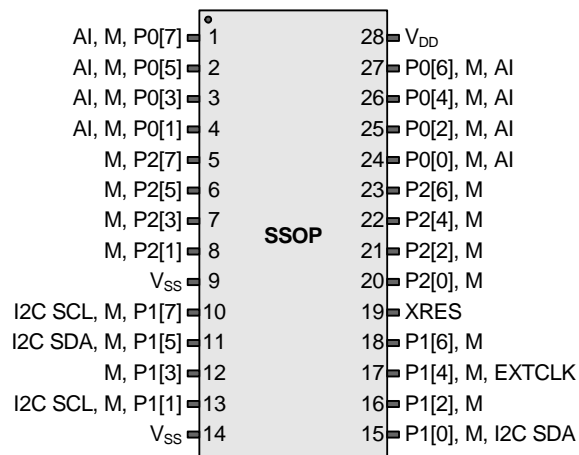 AI, M, P0[7] 1 28 VDD
AI, M, P0[5] 2 27 P0[6], M, AI
AI, M, P0[3] 3 26 P0[4], M, AI
AI, M, P0[1] 4 25 P0[2], M, AI
M, P2[7] 5 24 P0[0], M, AI
M, P2[5] 6 23 P2[6], M
M, P2[3] 7 22 P2[4], M
SSOP
M, P2[1] 8 21 P2[2], M
VSS 9 20 P2[0], M
I2C SCL, M, P1[7] 10 19 XRES
I2C SDA, M, P1[5] 11 18 P1[6], M
M, P1[3] 12 17 P1[4], M, EXTCLK
I2C SCL, M, P1[1] 13 16 P1[2], M
VSS 14 15 P1[0], M, I2C SDA